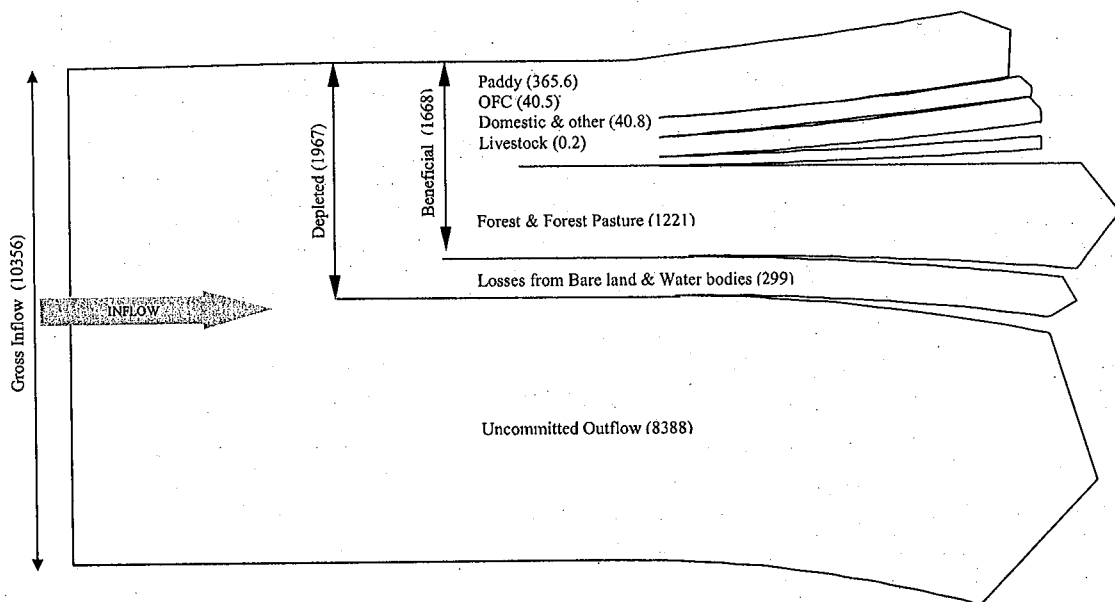 Gross Inflow (10356)
INFLOW
Depleted (1967)
Beneficial (1668)
Paddy (365.6)
OFC (40.5)
Domestic & other (40.8)
Livestock (0.2)
Forest & Forest Pasture (1221)
Losses from Bare land & Water bodies (299)
Uncommitted Outflow (8388)